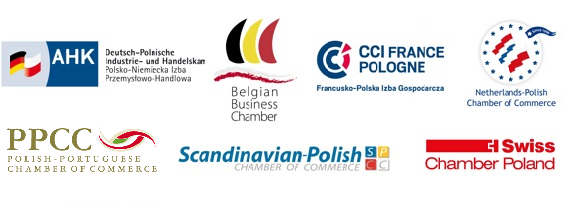 AHK
Deutsch-Polnische
Industrie- und Handelskam
Polsko-Niemiecka Izba
Przemysłowo-Handlowa
Belgian
Business
Chamber
CCI FRANCE
POLOGNE
Francusko-Polska Izba Gospodarcza
Netherlands-Polish
Chamber of Commerce
PPCC
POLISH-PORTUGUESE
CHAMBER OF COMMERCE
Scandinavian-Polish
CHAMBER OF COMMERCE
S P
C C
Swiss
Chamber Poland